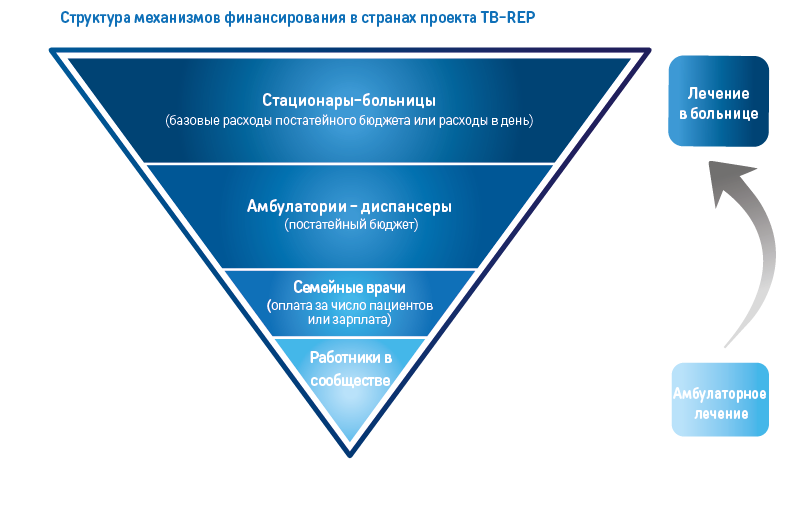 Структура механизмов финансирования в странах проекта TB-REP
Стационары-больницы
(базовые расходы постатейного бюджета или расходы в день)
Амбулатории - диспансеры
(постатейный бюджет)
Семейные врачи
(оплата за число пациентов
или зарплата)
Работники в
сообществе
Лечение
в больнице
Амбулаторное
лечение